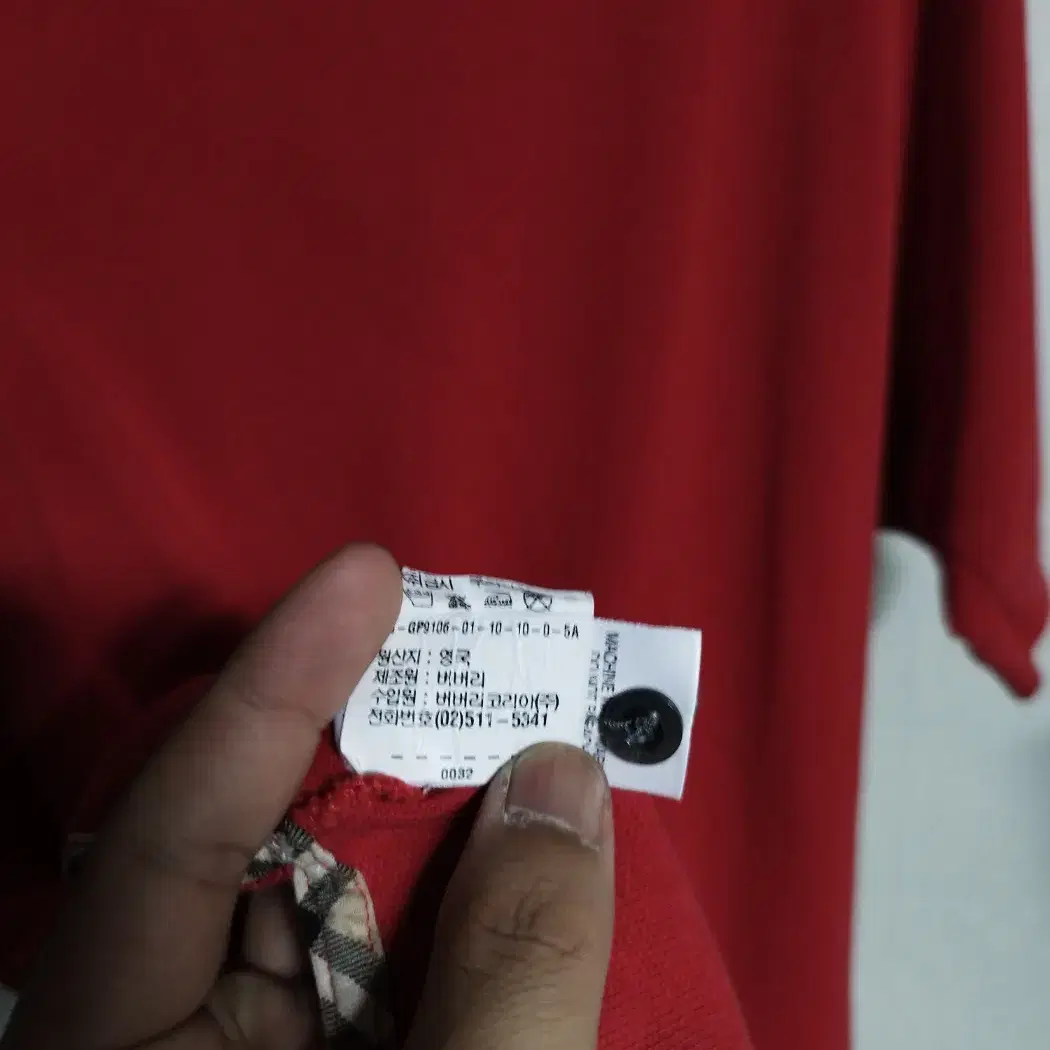 -GP9106-01-10-10-0-5A
원산지 : 영국
제조원 : 버버리
수입원 : 버버리코리아(주)
전화번호(02)511-5341
0032
MACHINE